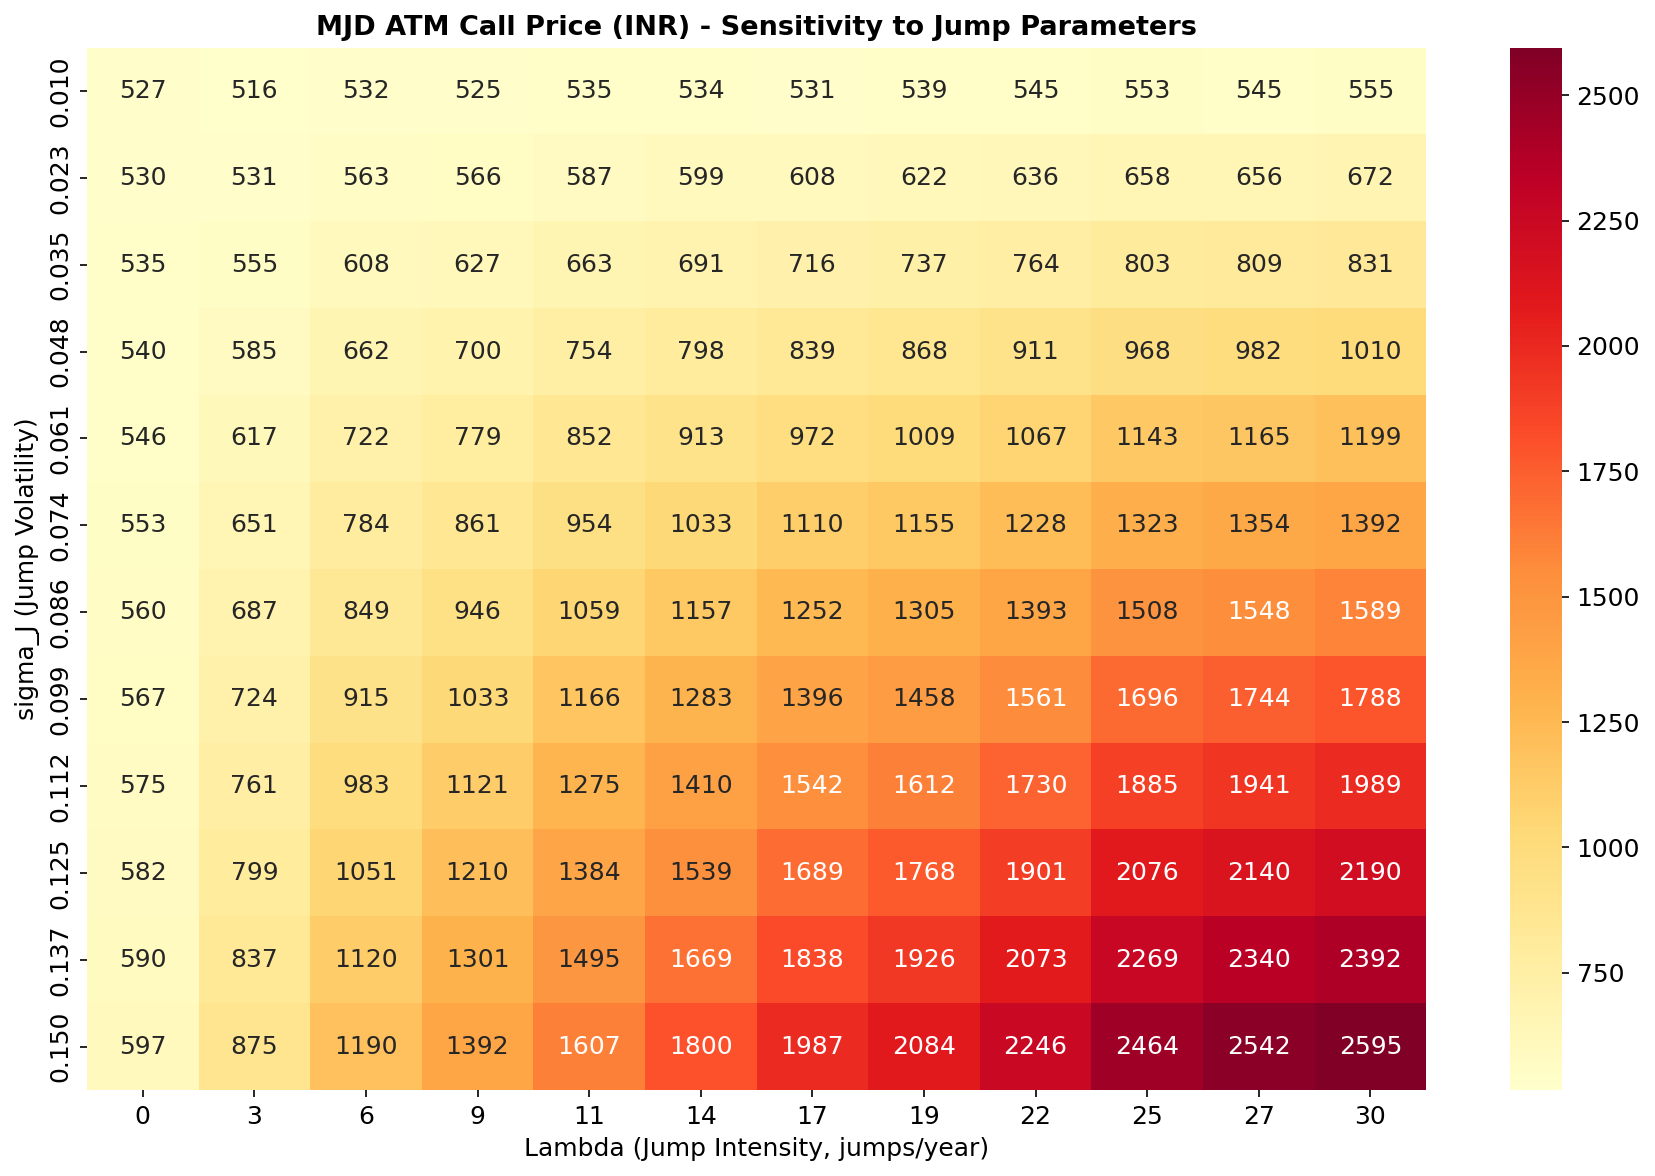 MJD ATM Call Price (INR) - Sensitivity to Jump Parameters
sigma_J (Jump Volatility)
0.010 527 516 532 525 535 534 531 539 545 553 545 555
0.023 530 531 563 566 587 599 608 622 636 658 656 672
0.035 535 555 608 627 663 691 716 737 764 803 809 831
0.048 540 585 662 700 754 798 839 868 911 968 982 1010
0.061 546 617 722 779 852 913 972 1009 1067 1143 1165 1199
0.074 553 651 784 861 954 1033 1110 1155 1228 1323 1354 1392
0.086 560 687 849 946 1059 1157 1252 1305 1393 1508 1548 1589
0.099 567 724 915 1033 1166 1283 1396 1458 1561 1696 1744 1788
0.112 575 761 983 1121 1275 1410 1542 1612 1730 1885 1941 1989
0.125 582 799 1051 1210 1384 1539 1689 1768 1901 2076 2140 2190
0.137 590 837 1120 1301 1495 1669 1838 1926 2073 2269 2340 2392
0.150 597 875 1190 1392 1607 1800 1987 2084 2246 2464 2542 2595
0 3 6 9 11 14 17 19 22 25 27 30
Lambda (Jump Intensity, jumps/year)
2500
2250
2000
1750
1500
1250
1000
750